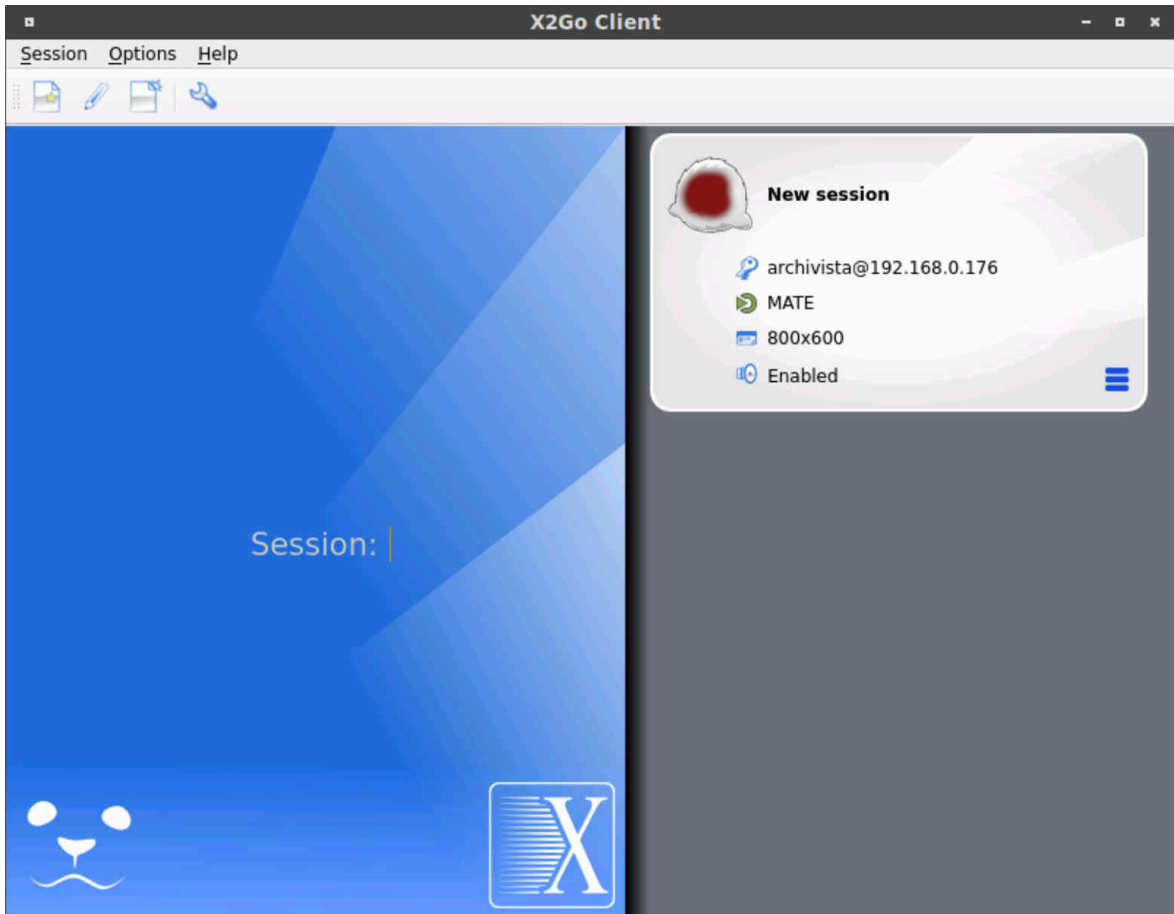 X2Go Client
Session Options Help
New session
archivista@192.168.0.176
MATE
800x600
Enabled
Session:
X